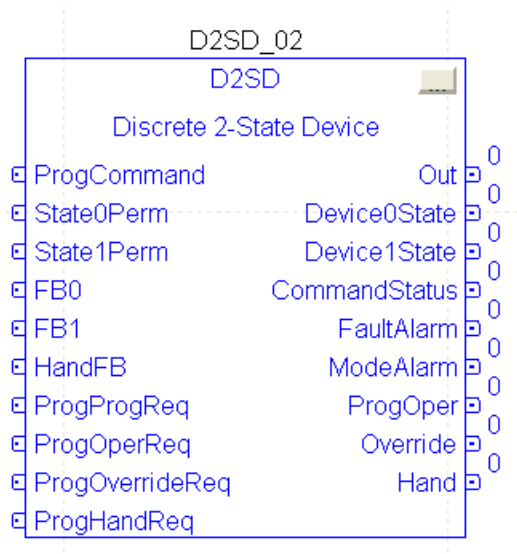 D2SD_02
D2SD
...
Discrete 2-State Device
0
ProgCommand Out
0
State0Perm Device0State
0
State1Perm Device1State
0
FB0 CommandStatus
0
FB1 FaultAlarm
0
HandFB ModeAlarm
0
ProgProgReq ProgOper
0
ProgOperReq Override
0
ProgOverrideReq Hand
ProgHandReq